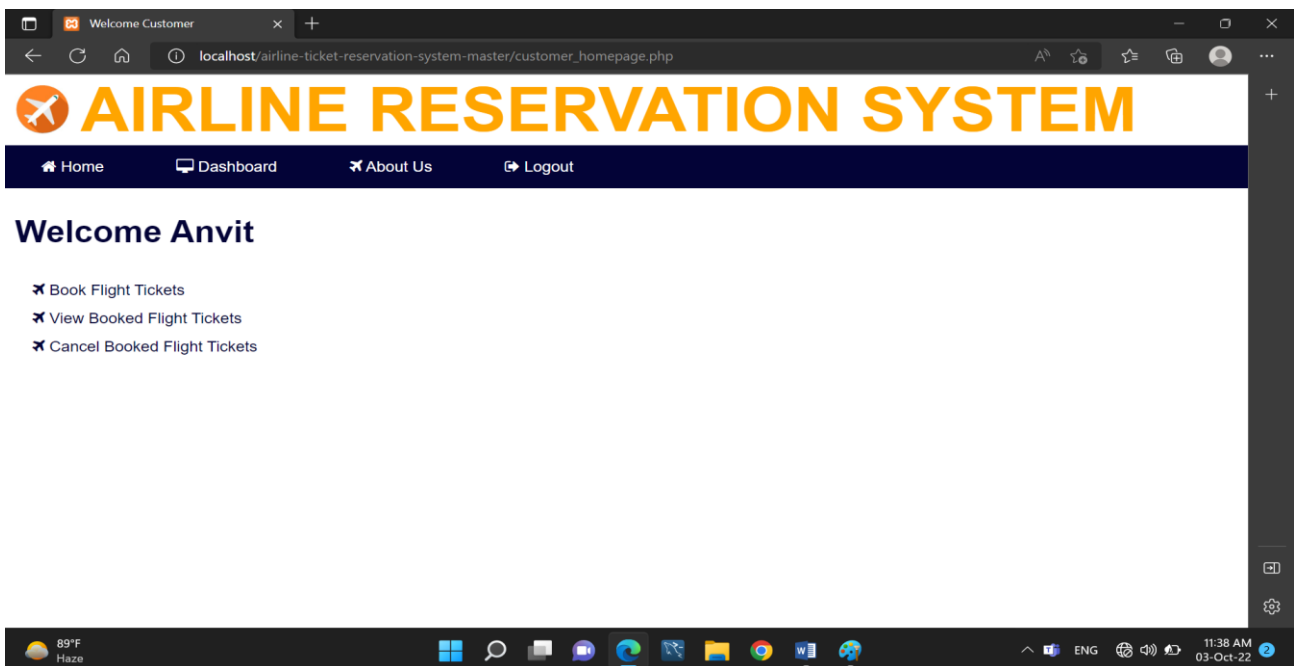 Welcome Customer
localhost/airline-ticket-reservation-system-master/customer_homepage.php
AIRLINE RESERVATION SYSTEM
Home Dashboard About Us Logout
Welcome Anvit
Book Flight Tickets
View Booked Flight Tickets
Cancel Booked Flight Tickets
89°F
Haze
ENG
11:38 AM
03-Oct-22
2